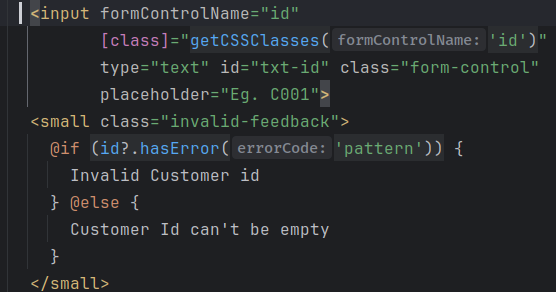 <input formControlName="id"
[class]="getCSSClasses( formControlName: 'id')"
type="text" id="txt-id" class="form-control"
placeholder="Eg. C001">
<small class="invalid-feedback">
@if (id?.hasError( errorCode: 'pattern')) {
Invalid Customer id
} @else {
Customer Id can't be empty
}
</small>